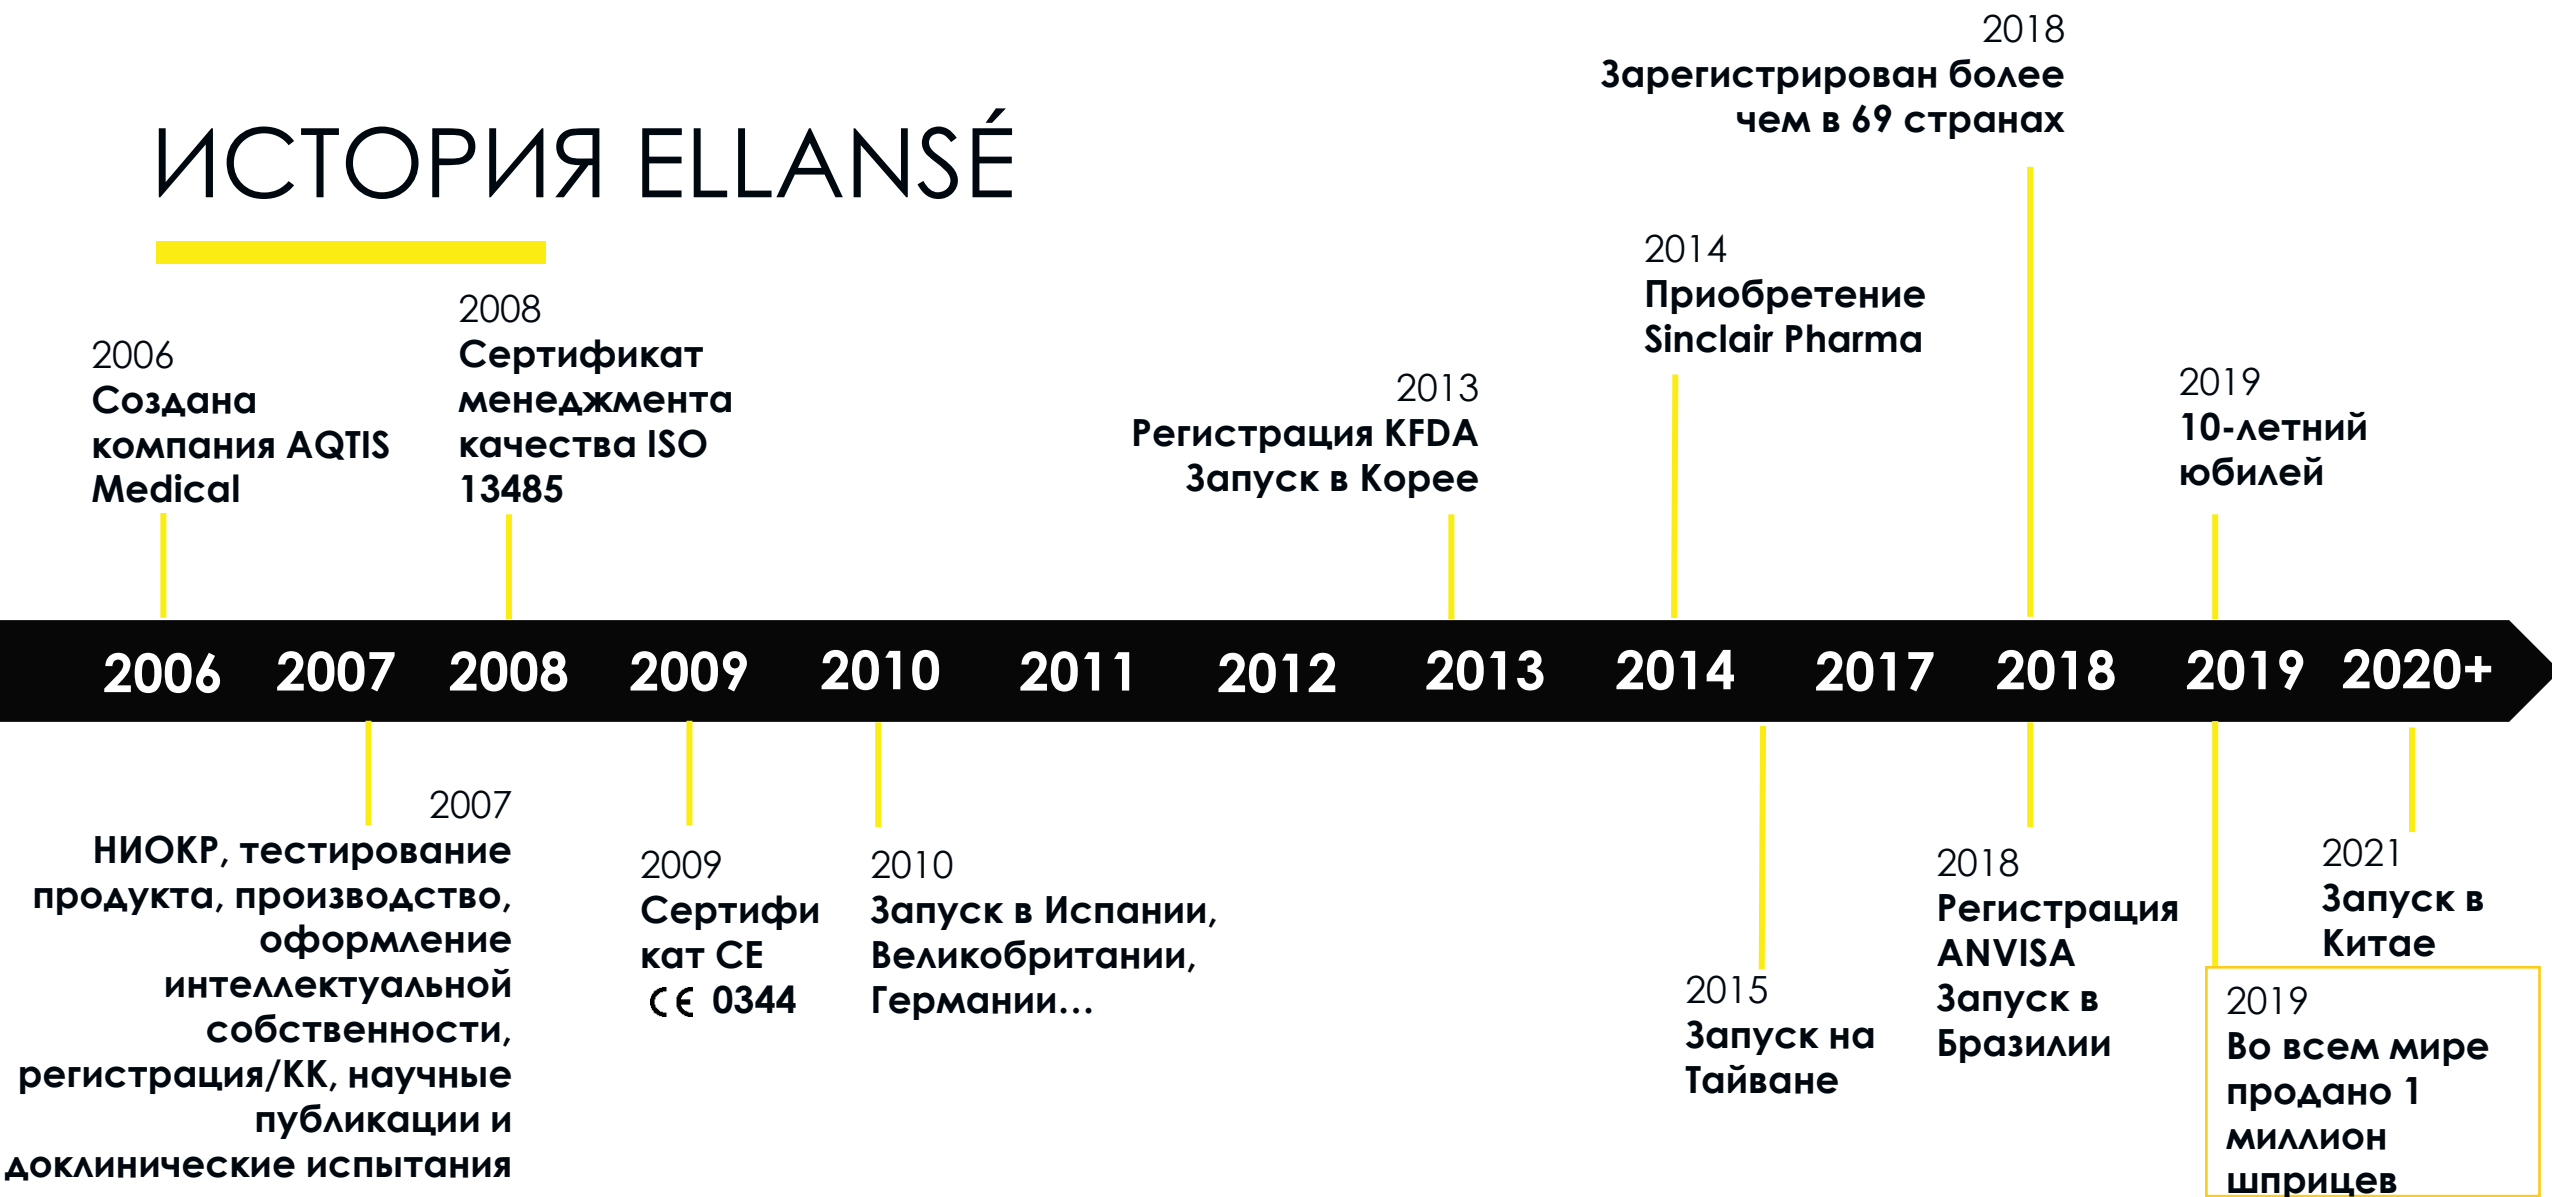 ИСТОРИЯ ELLANSÉ
2006
Создана
компания AQTIS
Medical
2008
Сертификат
менеджмента
качества ISO
13485
2013
Регистрация KFDA
Запуск в Корее
2014
Приобретение
Sinclair Pharma
2018
Зарегистрирован более
чем в 69 странах
2019
10-летний
юбилей
2006 2007 2008 2009 2010 2011 2012 2013 2014 2017 2018 2019 2020+
2007
НИОКР, тестирование
продукта, производство,
оформление
интеллектуальной
собственности,
регистрация/КК, научные
публикации и
доклинические испытания
2009
Сертифи
кат CE
CE 0344
2010
Запуск в Испании,
Великобритании,
Германии...
2015
Запуск на
Тайване
2018
Регистрация
ANVISA
Запуск в
Бразилии
2021
Запуск в
Китае
2019
Во всем мире
продано 1
миллион
шприцев